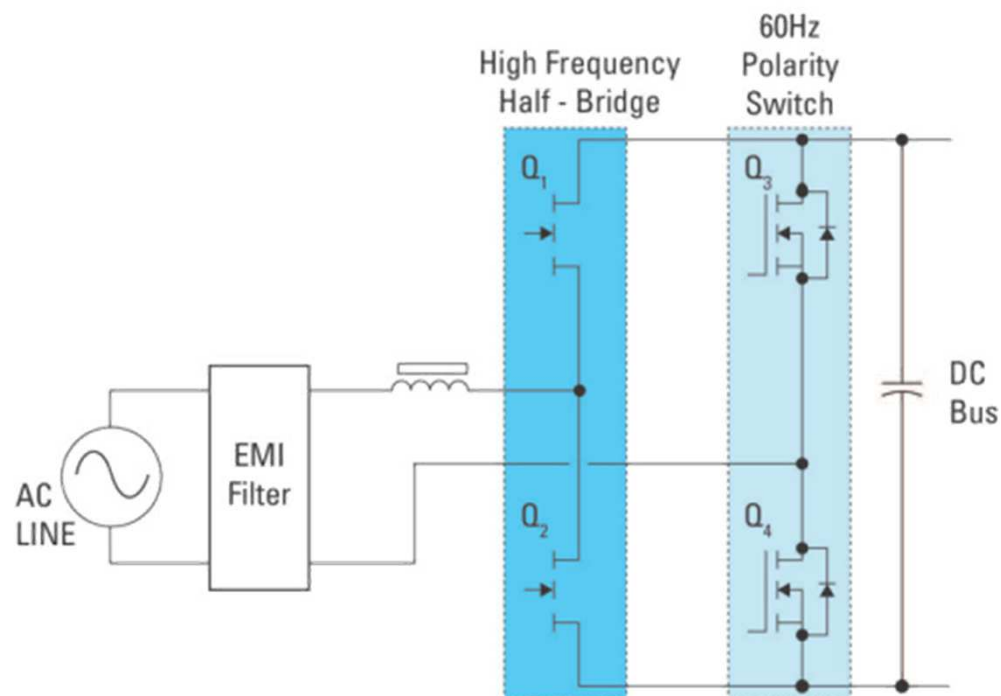 60Hz
Polarity
Switch
High Frequency
Half - Bridge
Q1
Q3
DC
Bus
EMI
Filter
AC
LINE
Q2
Q4